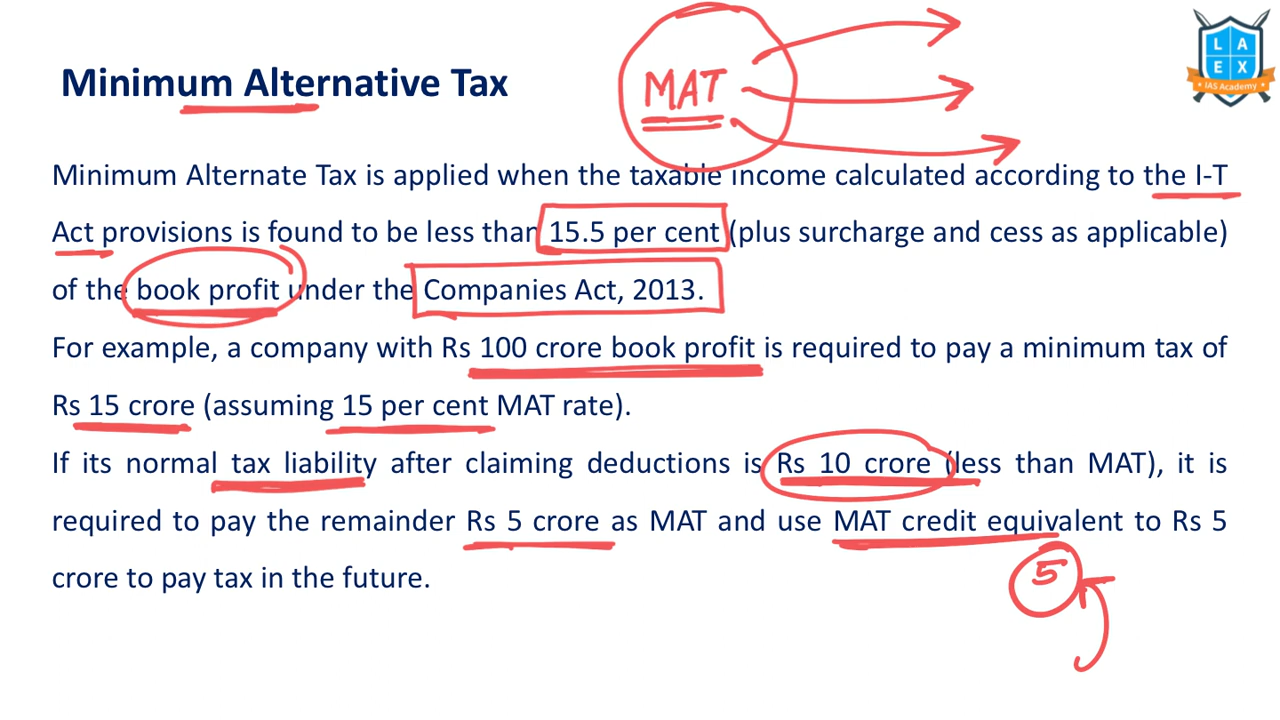 Minimum Alternative Tax
MAT
L A
E X
IAS Academy
Minimum Alternate Tax is applied when the taxable income calculated according to the I-T
Act provisions is found to be less than 15.5 per cent (plus surcharge and cess as applicable)
of the book profit under the Companies Act, 2013.
For example, a company with Rs 100 crore book profit is required to pay a minimum tax of
Rs 15 crore (assuming 15 per cent MAT rate).
If its normal tax liability after claiming deductions is Rs 10 crore (less than MAT), it is
required to pay the remainder Rs 5 crore as MAT and use MAT credit equivalent to Rs 5
crore to pay tax in the future.
5